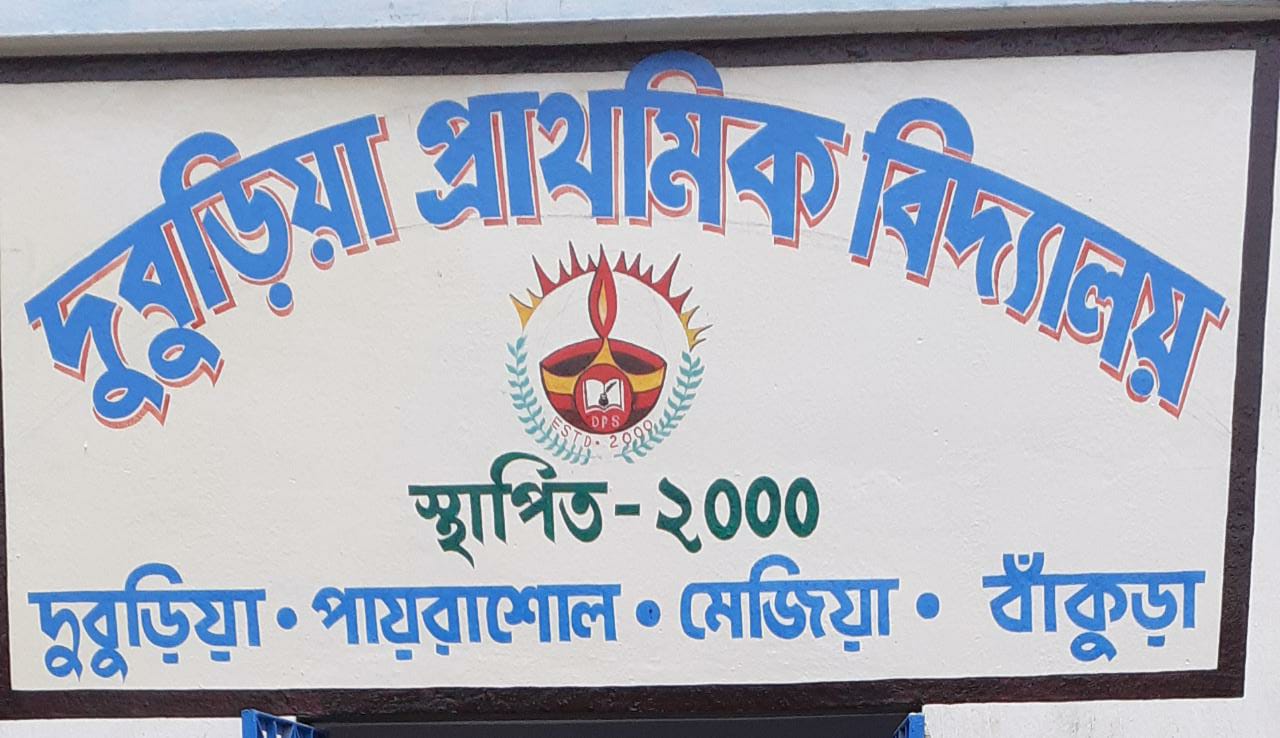 দুবুড়িয়া প্রাথমিক বিদ্যালয়
DPS
ESTD• 2000
স্থাপিত-২০০০
দুবুড়িয়া • পায়রাশোল • মেজিয়া • বাঁকুড়া